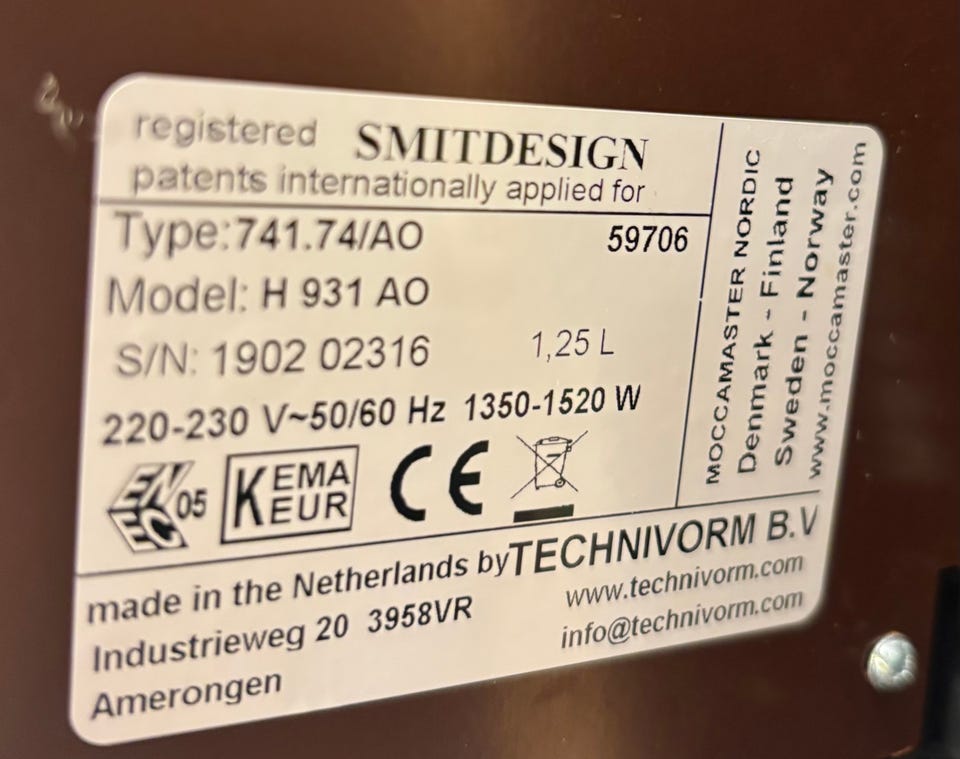 registered SMITDESIGN
patents internationally applied for
Type:741.74/AO 59706
Model: H 931 AO
S/N: 1902 02316 1,25 L
220-230 V~50/60 Hz 1350-1520 W
ENEC 05 KEMA EUR CE
MOCCAMASTER NORDIC
Denmark - Finland
Sweden - Norway
www.moccamaster.com
made in the Netherlands by TECHNIVORM B.V
Industrieweg 20 3958VR www.technivorm.com
Amerongen info@technivorm.com